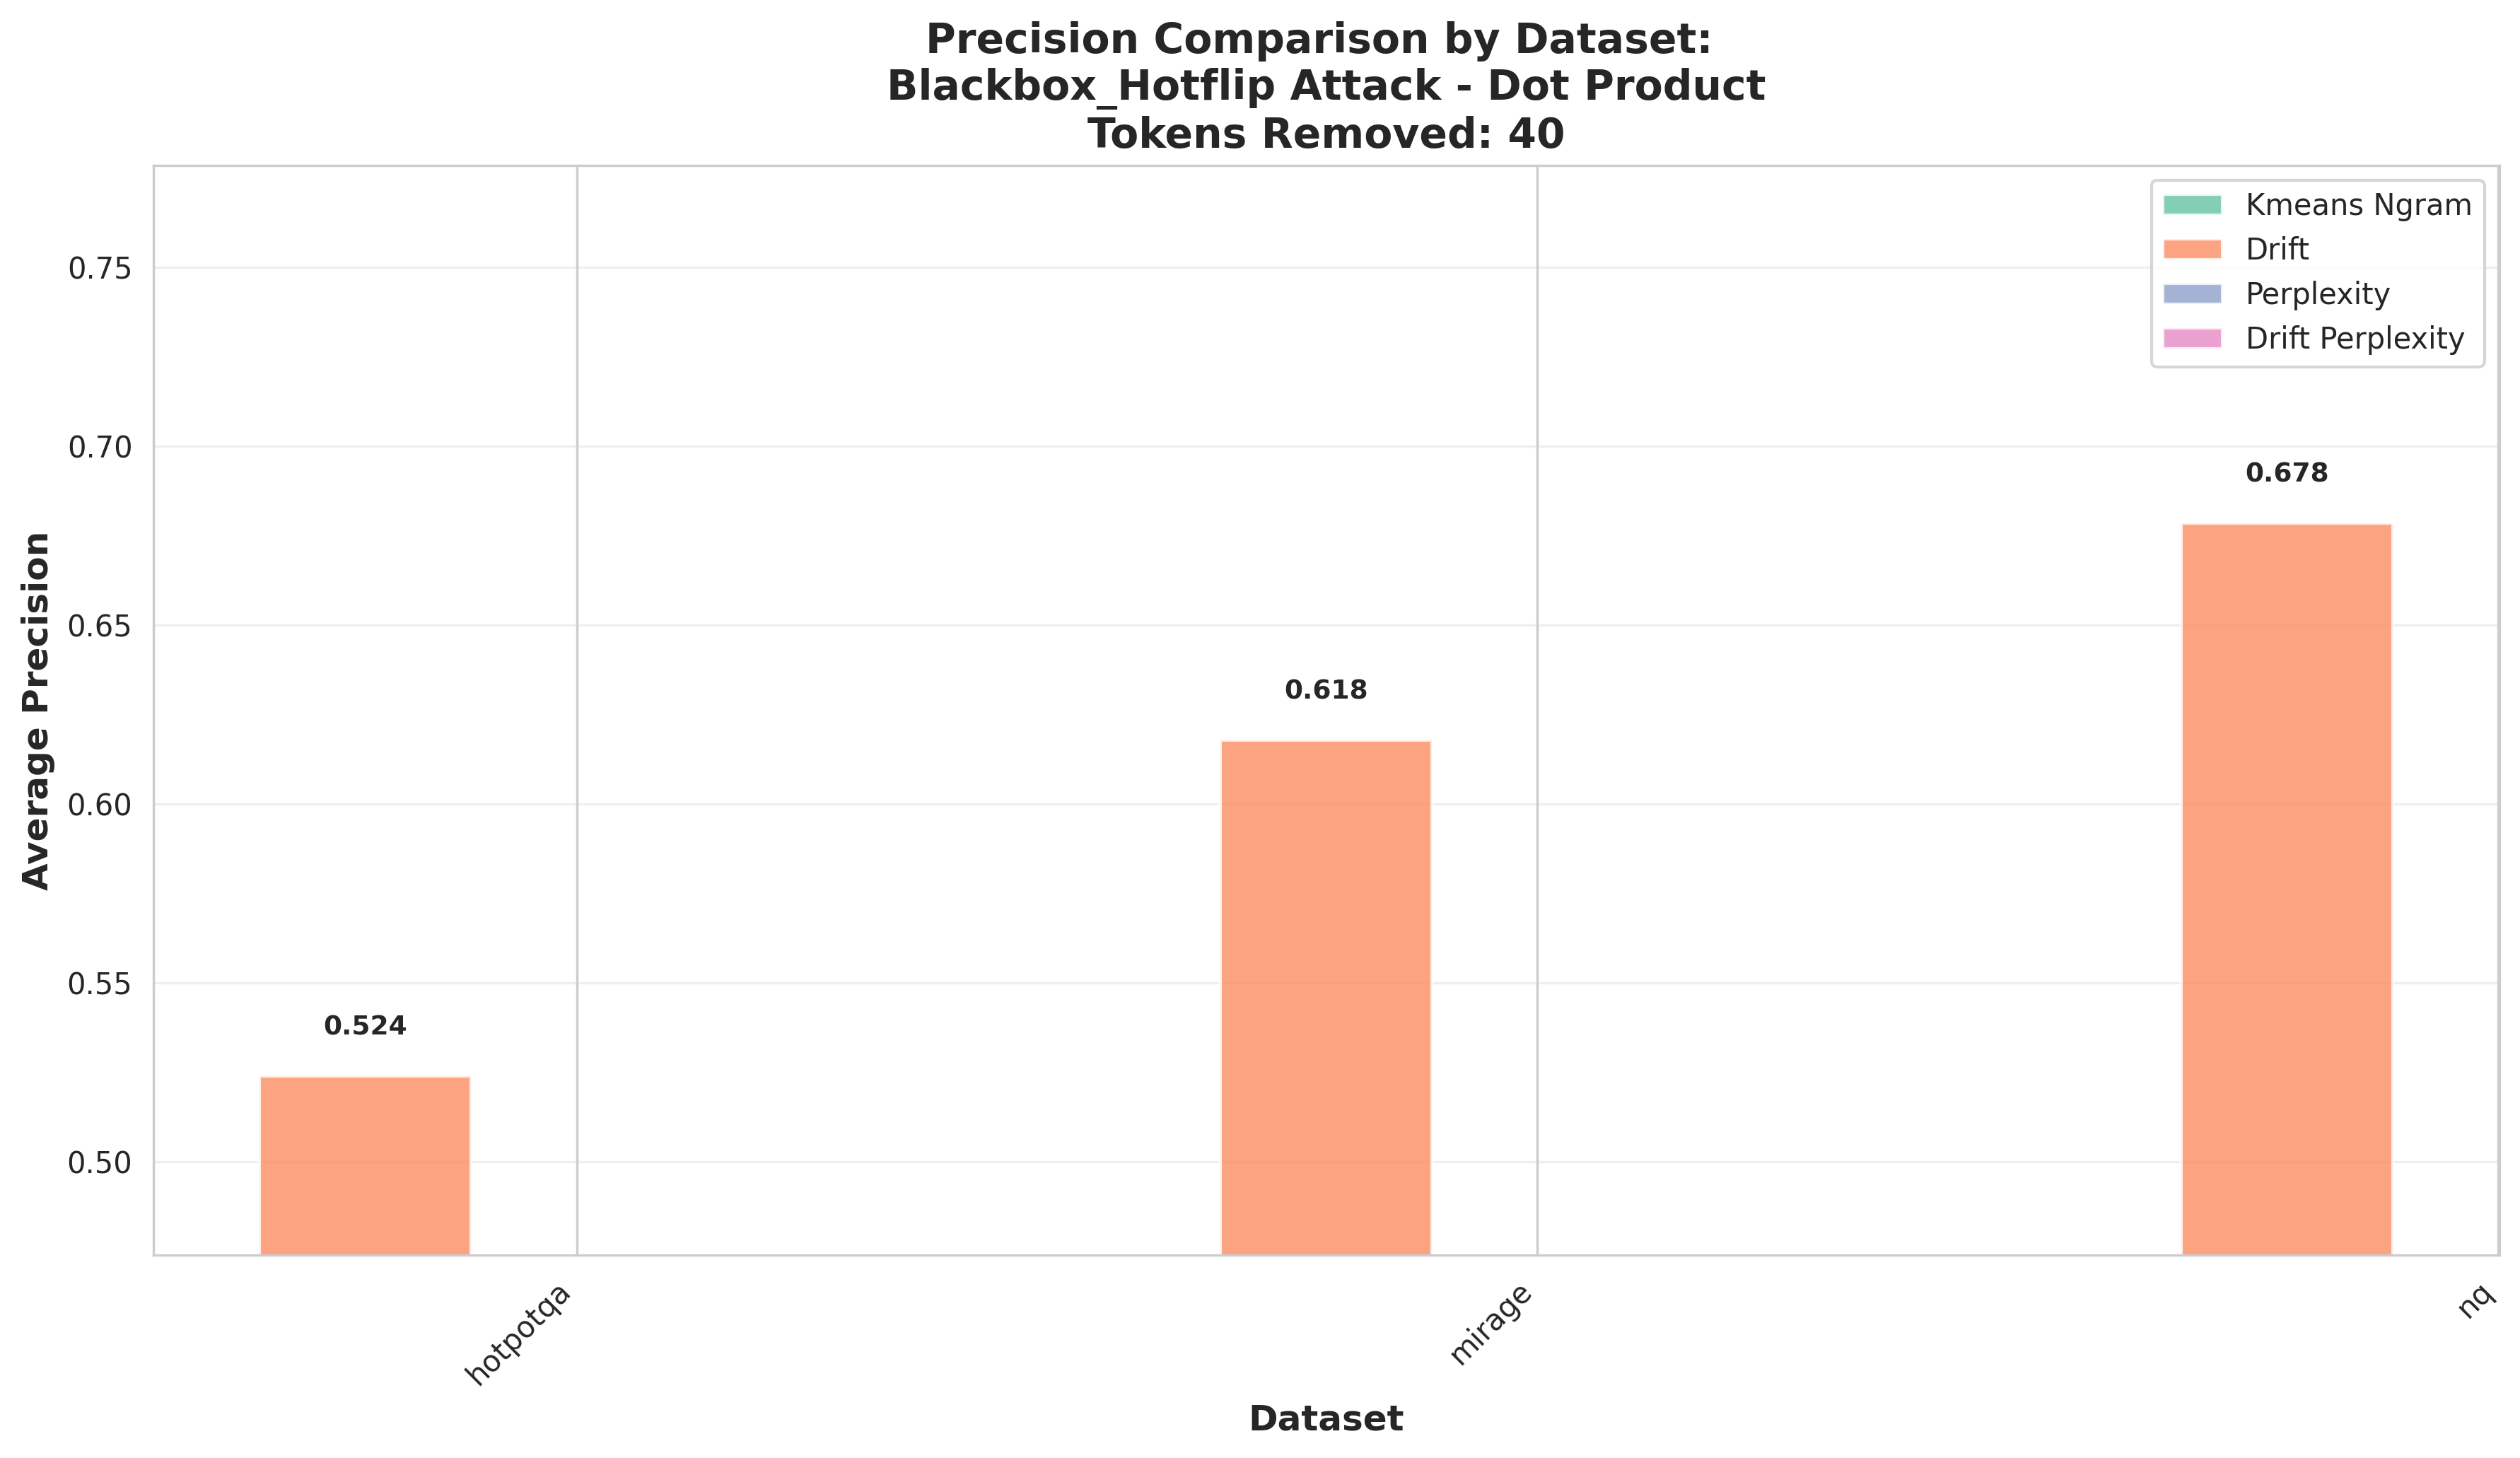 Precision Comparison by Dataset:
Blackbox_Hotflip Attack - Dot Product
Tokens Removed: 40
Kmeans Ngram
Drift
Perplexity
Drift Perplexity
Average Precision
0.75
0.70
0.65
0.60
0.55
0.50
0.524
0.618
0.678
hotpotqa
mirage
nq
Dataset